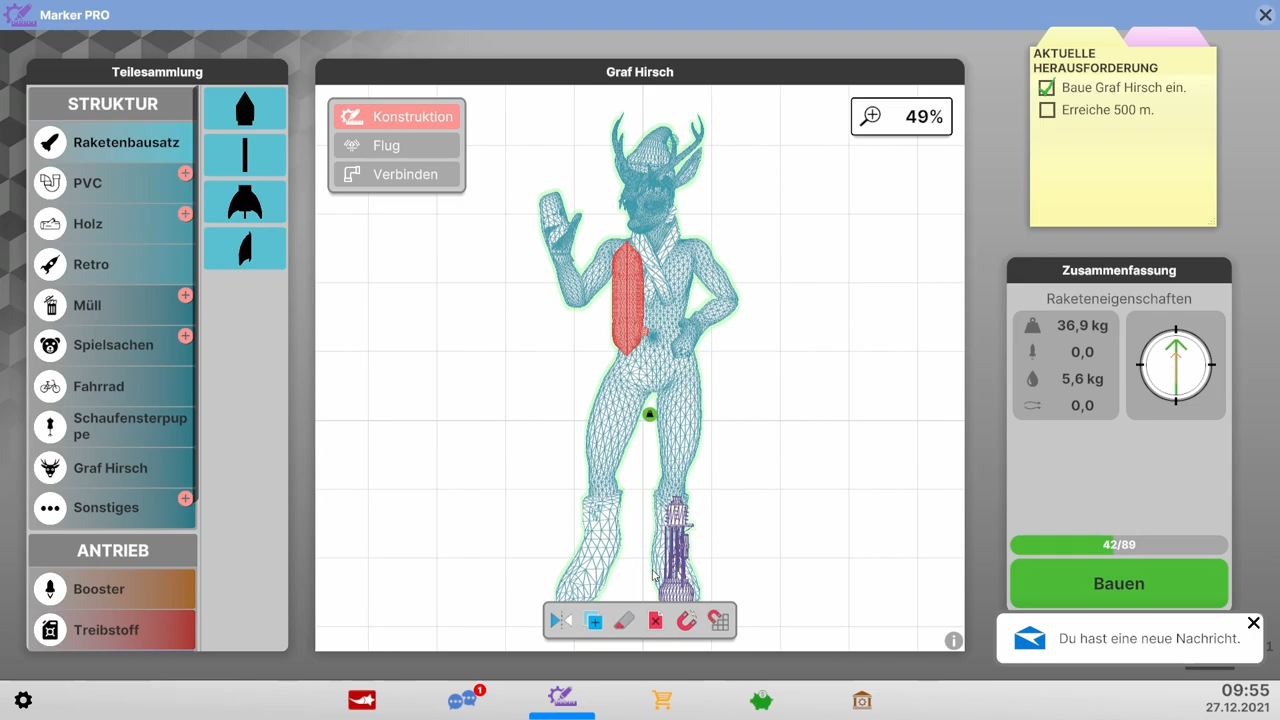 Marker PRO
Teilesammlung
STRUKTUR
Raketenbausatz
PVC
Holz
Retro
Müll
Spielsachen
Fahrrad
Schaufensterpup
pe
Graf Hirsch
Sonstiges
ANTRIEB
Booster
Treibstoff
Graf Hirsch
Konstruktion
Flug
Verbinden
49%
AKTUELLE
HERAUSFORDERUNG
Baue Graf Hirsch ein.
Erreiche 500 m.
Zusammenfassung
Raketeneigenschaften
36,9 kg
0,0
5,6 kg
0,0
42/89
Bauen
Du hast eine neue Nachricht.
1
1
09:55
27.12.2021